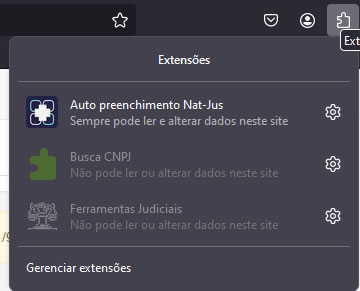 Ext
Extensões
Auto preenchimento Nat-Jus
Sempre pode ler e alterar dados neste site
Busca CNPJ
Não pode ler ou alterar dados neste site
Ferramentas Judiciais
Não pode ler ou alterar dados neste site
Gerenciar extensões